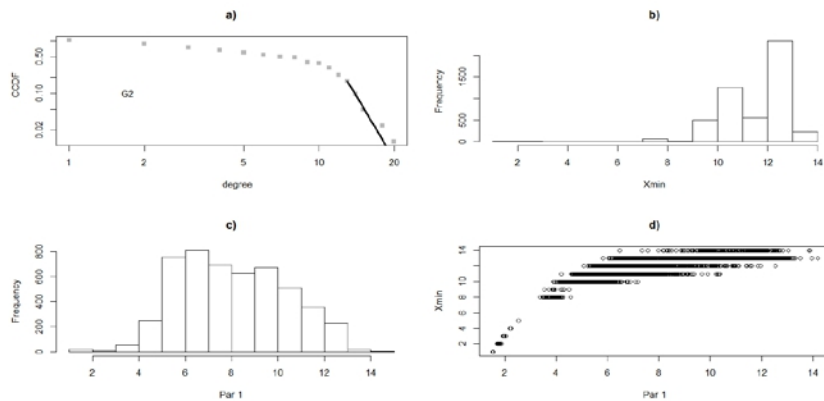 a)
CCDF
0.50
0.10
0.02
G2
1 2 5 10 20
degree
b)
Frequency
1500
500
0
2 4 6 8 10 12 14
Xmin
c)
Frequency
800
600
400
200
0
2 4 6 8 10 12 14
Par 1
d)
Xmin
14
10
8
6
4
2
2 4 6 8 10 12 14
Par 1